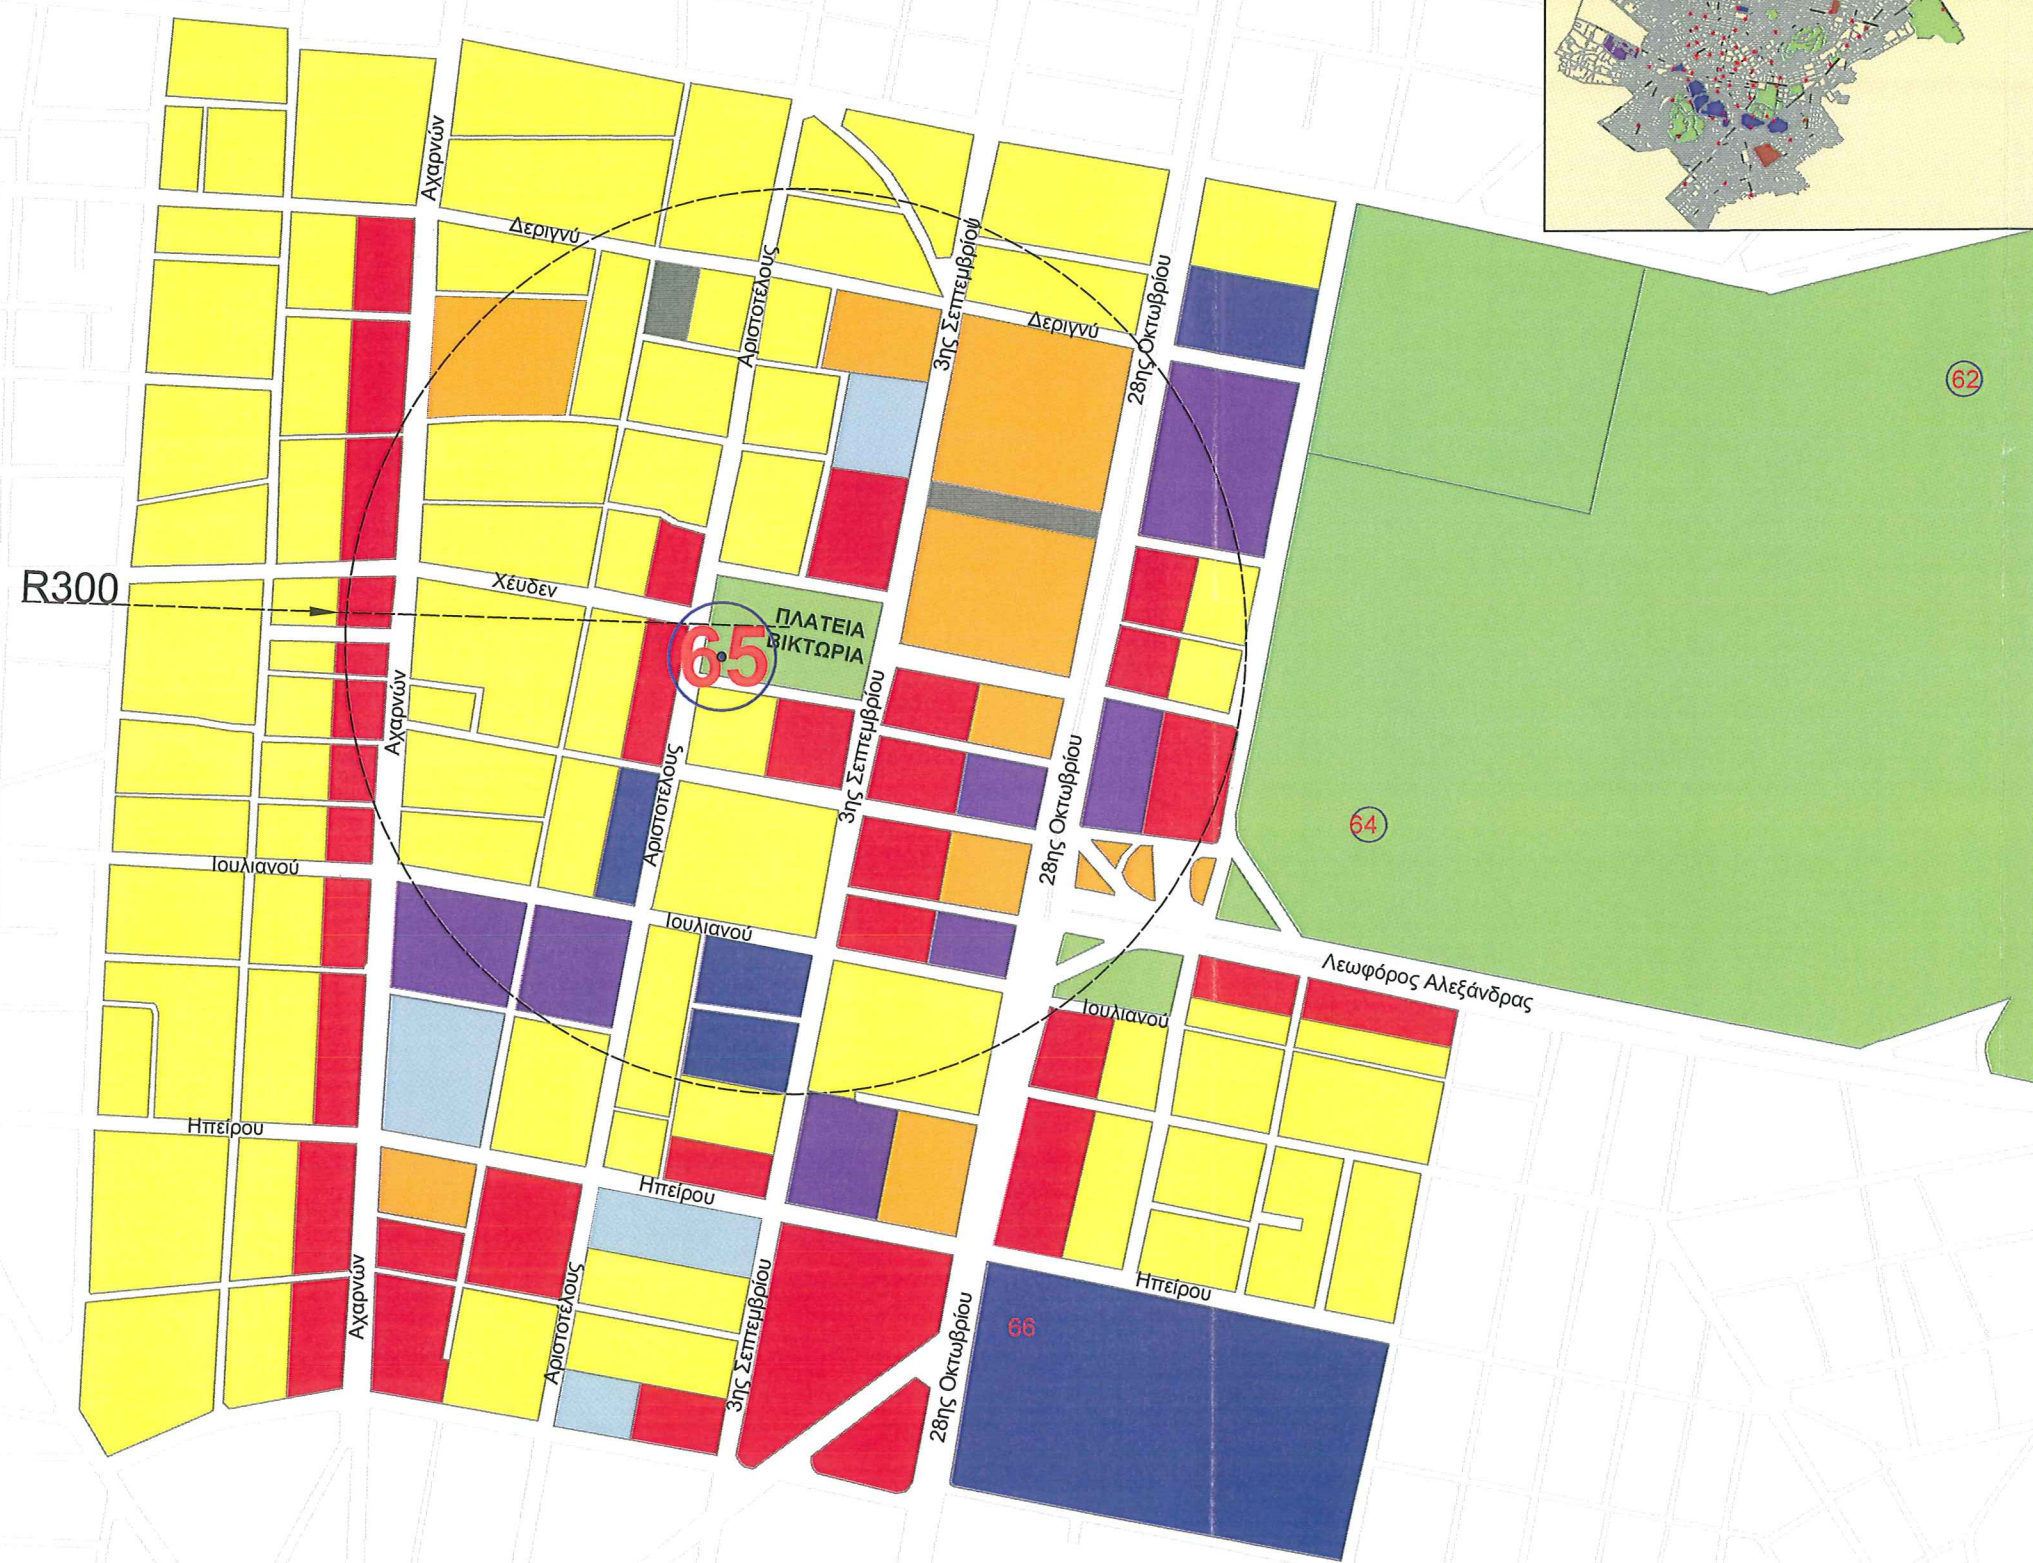 Αχαρνών
Δεριγνύ
Αριστοτέλους
3ης Σεπτεμβρίου
28ης Οκτωβρίου
Δεριγνύ
62
R300
Χέυδεν
ΠΛΑΤΕΙΑ
ΒΙΚΤΩΡΙΑ
65
Αχαρνών
Αριστοτέλους
3ης Σεπτεμβρίου
28ης Οκτωβρίου
64
Ιουλιανού
Ιουλιανού
Λεωφόρος Αλεξάνδρας
Ιουλιανού
Ηπείρου
Ηπείρου
Ηπείρου
Αχαρνών
Αριστοτέλους
3ης Σεπτεμβρίου
28ης Οκτωβρίου
66